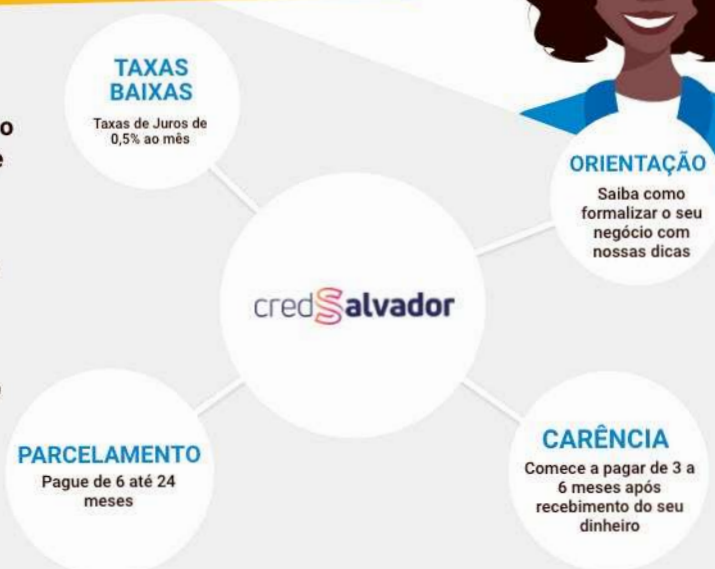 TAXAS
BAIXAS
Taxas de Juros de
0,5% ao mês
ORIENTAÇÃO
Saiba como
formalizar o seu
negócio com
nossas dicas
credSalvador
PARCELAMENTO
Pague de 6 até 24
meses
CARÊNCIA
Comece a pagar de 3 a
6 meses após
recebimento do seu
dinheiro